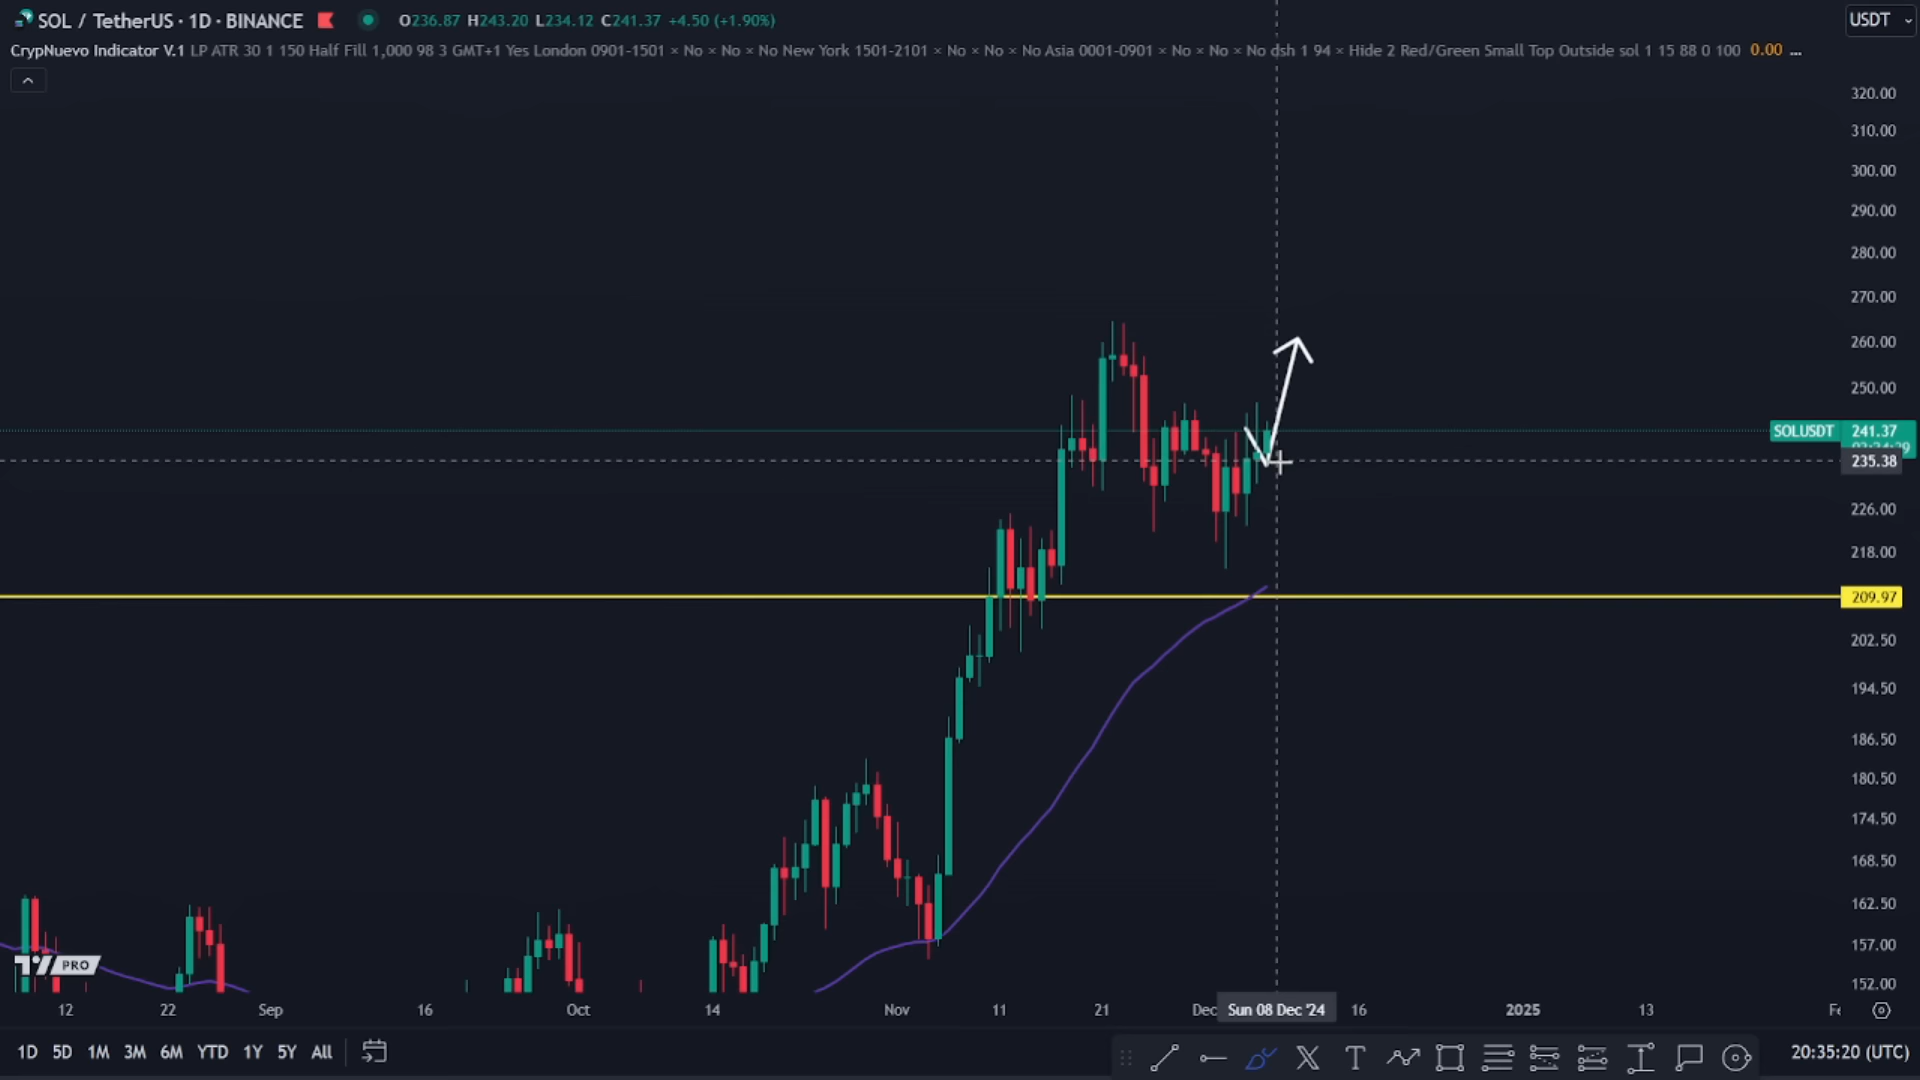 SOL / TetherUS · 1D · BINANCE O236.87 H243.20 L234.12 C241.37 +4.50 (+1.90%)
USDT
CrypNuevo Indicator V.1 LP ATR 30 1 150 Half Fill 1,000 98 3 GMT+1 Yes London 0901-1501 × No × No × No New York 1501-2101 × No × No × No Asia 0001-0901 × No × No × No dsh 1 94 × Hide 2 Red/Green Small Top Outside sol 1 15 88 0 100 0.00 ...
320.00
310.00
300.00
290.00
280.00
270.00
260.00
250.00
SOLUSDT 241.37
235.38
226.00
218.00
209.97
202.50
194.50
186.50
180.50
174.50
168.50
162.50
157.00
152.00
PRO
12 22 Sep 16 Oct 14 Nov 11 21 Dec Sun 08 Dec '24 16 2025 13
1D 5D 1M 3M 6M YTD 1Y 5Y All
20:35:20 (UTC)